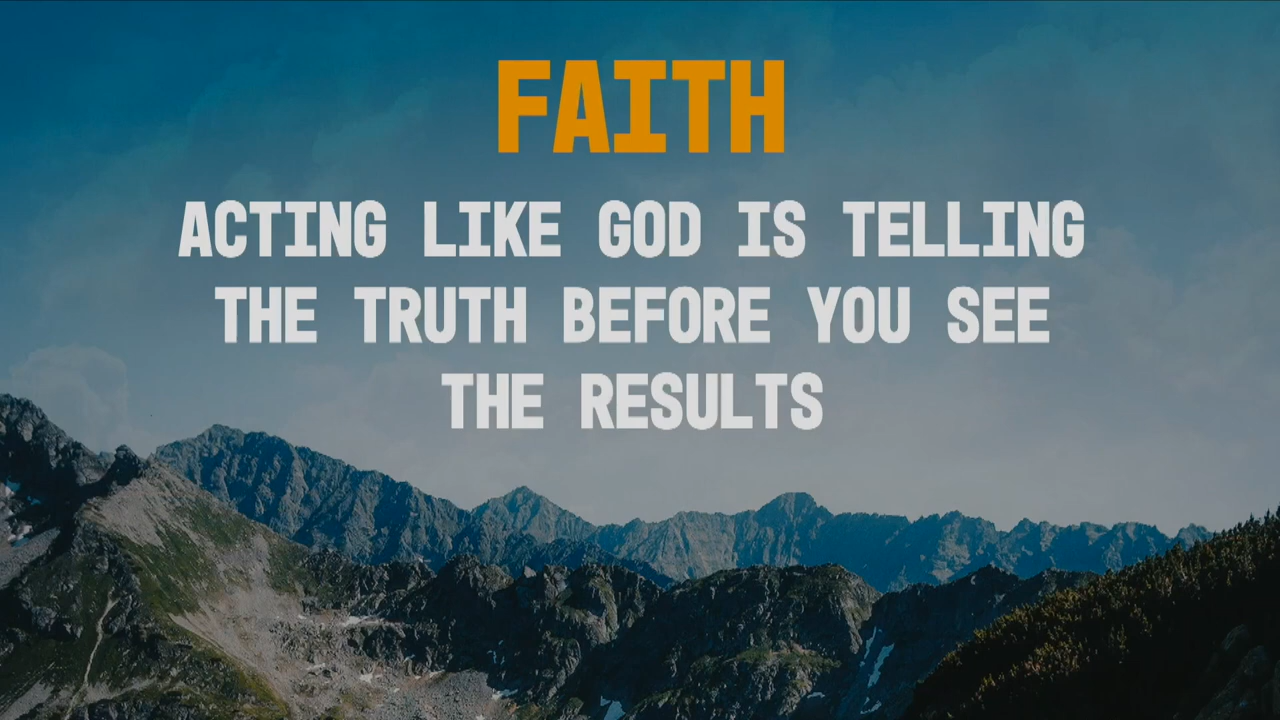 FAITH
ACTING LIKE GOD IS TELLING
THE TRUTH BEFORE YOU SEE
THE RESULTS